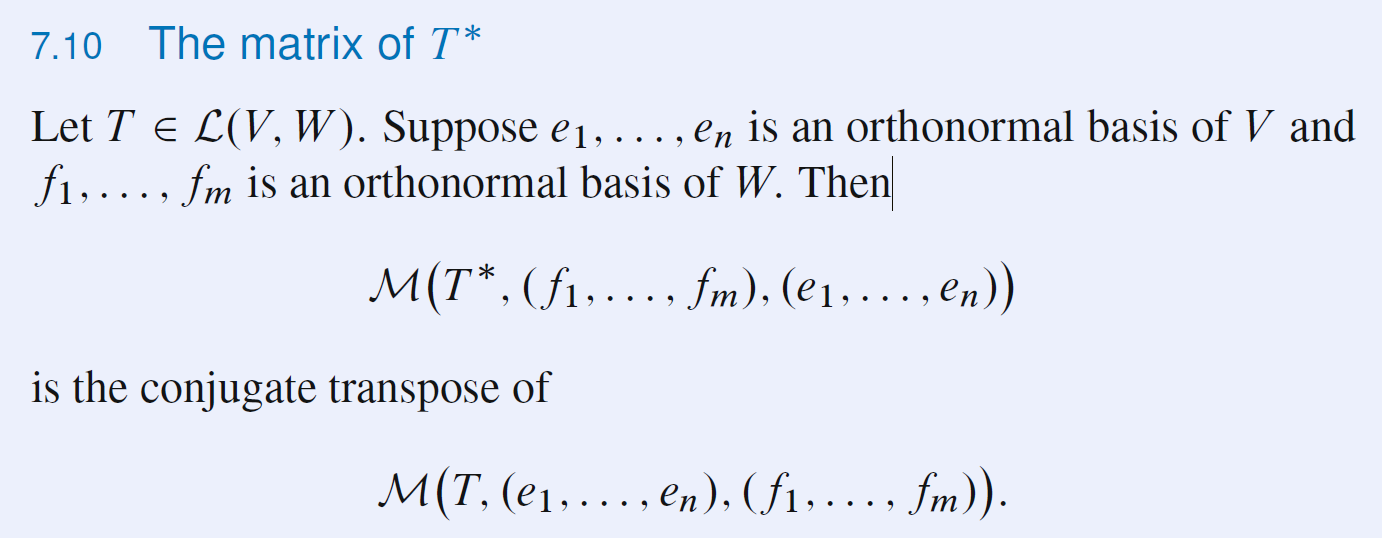 7.10 The matrix of T*
Let T ∈ ℒ(V, W). Suppose e₁, . . . , eₙ is an orthonormal basis of V and
f₁, . . . , fₘ is an orthonormal basis of W. Then
ℳ(T*, (f₁, . . . , fₘ), (e₁, . . . , eₙ))
is the conjugate transpose of
ℳ(T, (e₁, . . . , eₙ), (f₁, . . . , fₘ)).